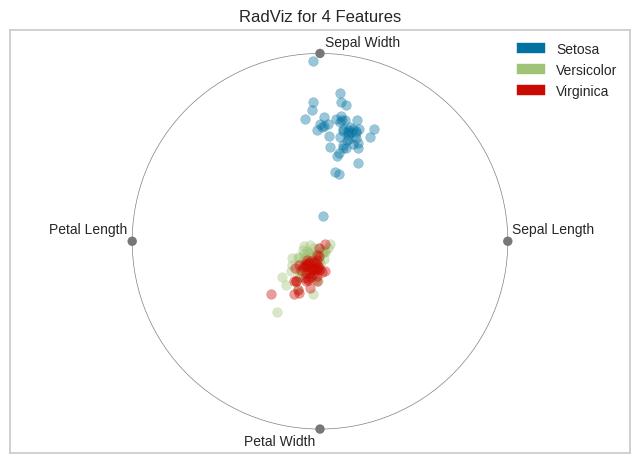 RadViz for 4 Features
Sepal Width
Setosa
Versicolor
Virginica
Petal Length
Sepal Length
Petal Width